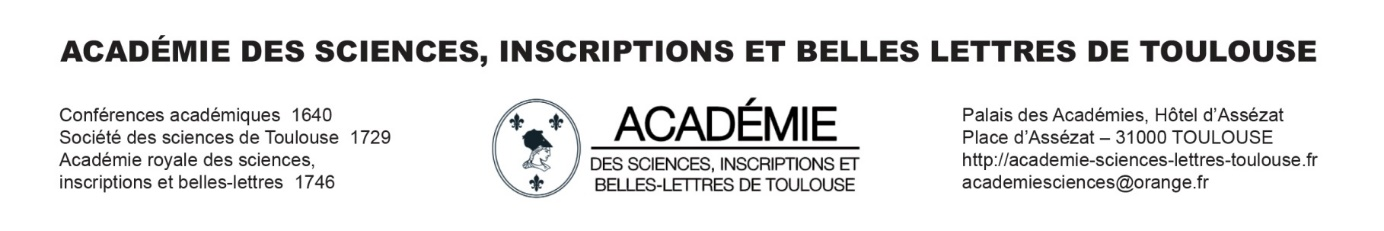 ACADÉMIE DES SCIENCES, INSCRIPTIONS ET BELLES LETTRES DE TOULOUSE
Conférences académiques 1640
Société des sciences de Toulouse 1729
Académie royale des sciences,
inscriptions et belles-lettres 1746
ACADÉMIE
DES SCIENCES, INSCRIPTIONS ET
BELLES-LETTRES DE TOULOUSE
Palais des Académies, Hôtel d’Assézat
Place d’Assézat – 31000 TOULOUSE
http://academie-sciences-lettres-toulouse.fr
academiesciences@orange.fr